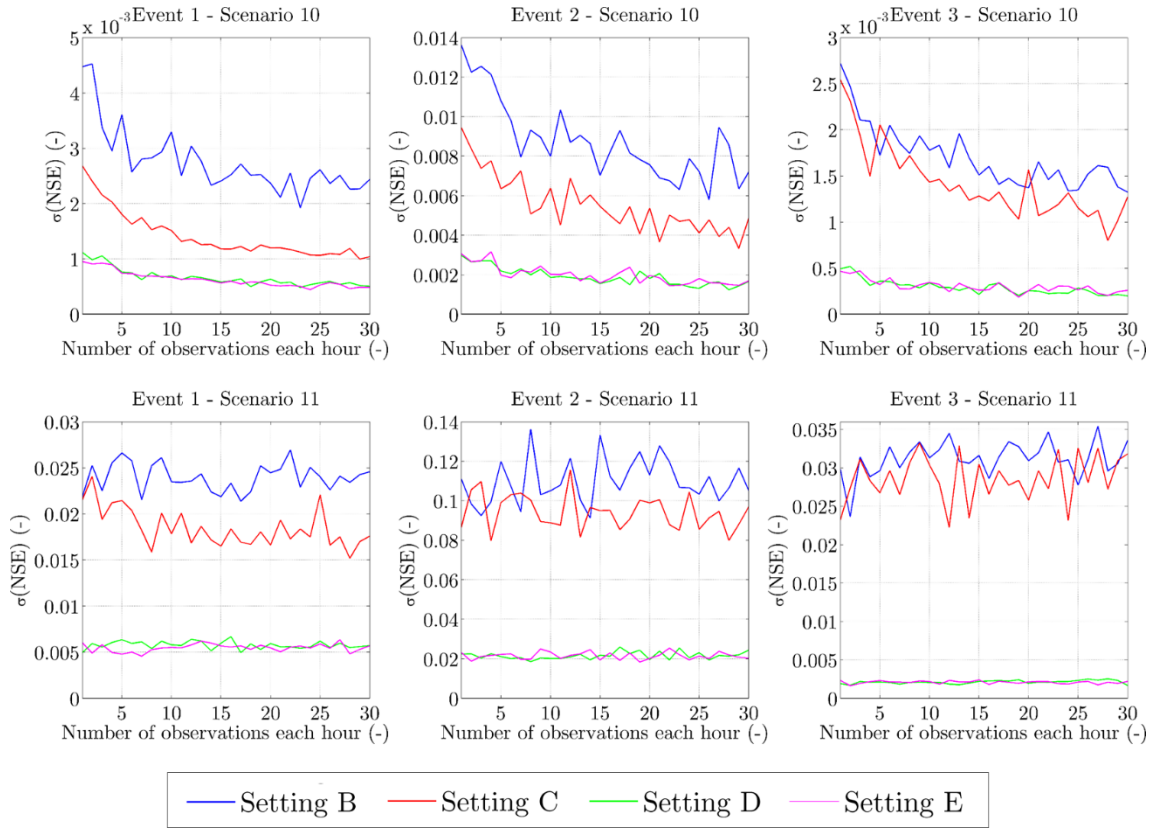 Event 1 - Scenario 10
x 10^-3
σ(NSE) (-)
5
4
3
2
1
0
5 10 15 20 25 30
Number of observations each hour (-)
Event 2 - Scenario 10
σ(NSE) (-)
0.014
0.012
0.01
0.008
0.006
0.004
0.002
0
5 10 15 20 25 30
Number of observations each hour (-)
Event 3 - Scenario 10
x 10^-3
σ(NSE) (-)
3
2.5
2
1.5
1
0.5
0
5 10 15 20 25 30
Number of observations each hour (-)
Event 1 - Scenario 11
σ(NSE) (-)
0.03
0.025
0.02
0.015
0.01
0.005
0
5 10 15 20 25 30
Number of observations each hour (-)
Event 2 - Scenario 11
σ(NSE) (-)
0.14
0.12
0.1
0.08
0.06
0.04
0.02
0
5 10 15 20 25 30
Number of observations each hour (-)
Event 3 - Scenario 11
σ(NSE) (-)
0.035
0.03
0.025
0.02
0.015
0.01
0.005
0
5 10 15 20 25 30
Number of observations each hour (-)
Setting B Setting C Setting D Setting E